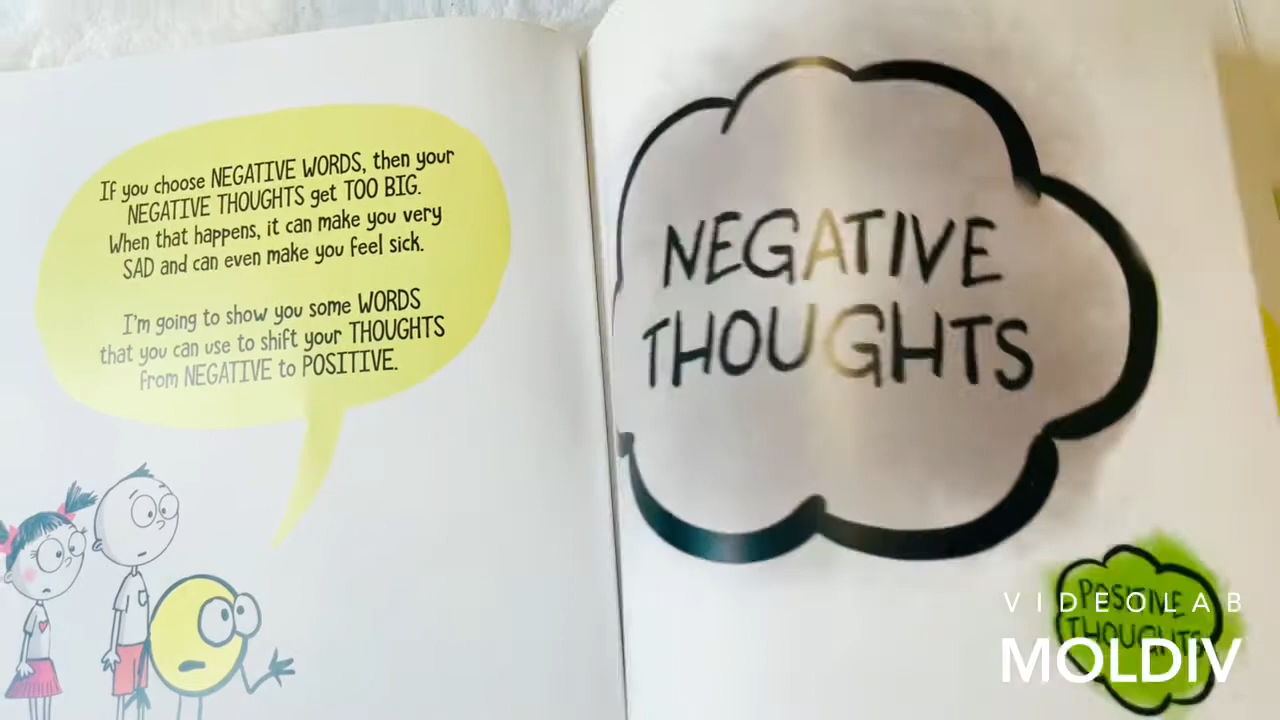 If you choose NEGATIVE WORDS, then your
NEGATIVE THOUGHTS get TOO BIG.
When that happens, it can make you very
SAD and can even make you feel sick.
I'm going to show you some WORDS
that you can use to shift your THOUGHTS
from NEGATIVE to POSITIVE.
NEGATIVE
THOUGHTS
POSITIVE
THOUGHTS
VIDEOLAB
MOLDIV